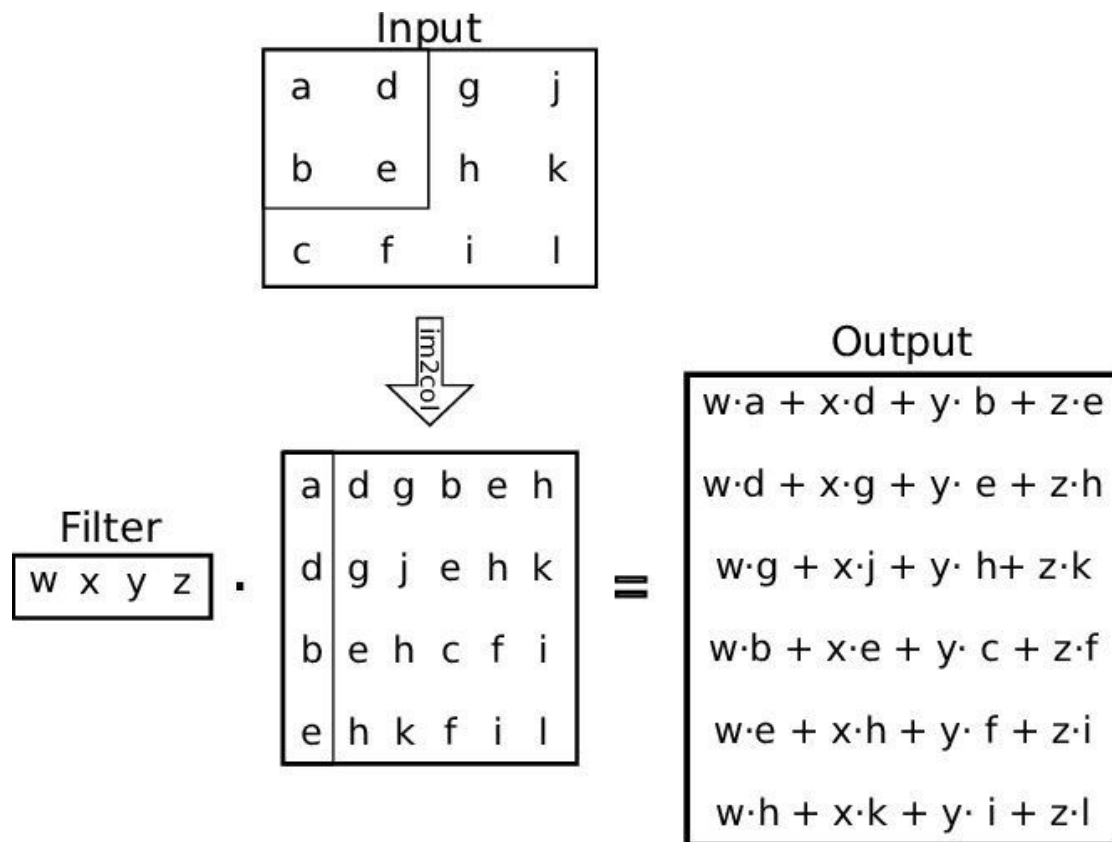 Input
a d g j
b e h k
c f i l
im2col
Filter
w x y z
·
a d g b e h
d g j e h k
b e h c f i
e h k f i l
=
Output
w·a + x·d + y· b + z·e
w·d + x·g + y· e + z·h
w·g + x·j + y· h+ z·k
w·b + x·e + y· c + z·f
w·e + x·h + y· f + z·i
w·h + x·k + y· i + z·l